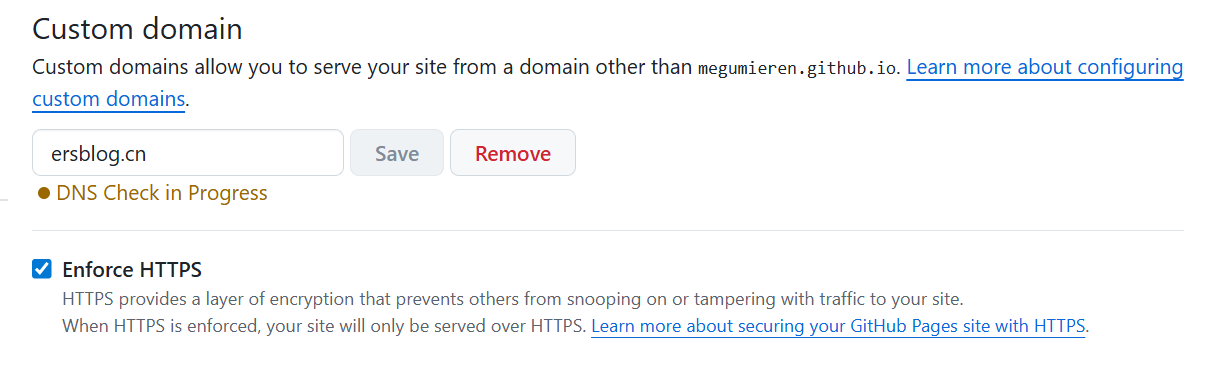 Custom domain
Custom domains allow you to serve your site from a domain other than megumieren.github.io. Learn more about configuring
custom domains.
ersblog.cn Save Remove
DNS Check in Progress
Enforce HTTPS
HTTPS provides a layer of encryption that prevents others from snooping on or tampering with traffic to your site.
When HTTPS is enforced, your site will only be served over HTTPS. Learn more about securing your GitHub Pages site with HTTPS.